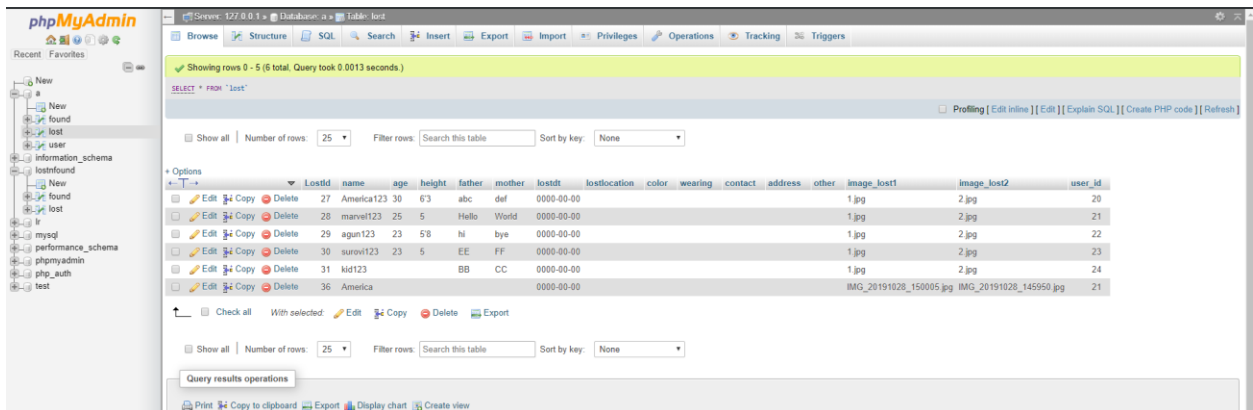 phpMyAdmin
Recent Favorites
New
a
New
found
lost
user
information_schema
lostnfound
New
found
lost
lr
mysql
performance_schema
phpmyadmin
php_auth
test
Server: 127.0.0.1 » Database: a » Table: lost
Browse Structure SQL Search Insert Export Import Privileges Operations Tracking Triggers
Showing rows 0 - 5 (6 total, Query took 0.0013 seconds.)
SELECT * FROM `lost`
Profiling [ Edit inline ] [ Edit ] [ Explain SQL ] [ Create PHP code ] [ Refresh ]
Show all Number of rows: 25 Filter rows: Search this table Sort by key: None
+ Options
←T→ LostId name age height father mother lostdt lostlocation color wearing contact address other image_lost1 image_lost2 user_id
Edit Copy Delete 27 America123 30 6'3 abc def 0000-00-00 1.jpg 2.jpg 20
Edit Copy Delete 28 marvel123 25 5 Hello World 0000-00-00 1.jpg 2.jpg 21
Edit Copy Delete 29 agun123 23 5'8 hi bye 0000-00-00 1.jpg 2.jpg 22
Edit Copy Delete 30 surovi123 23 5 EE FF 0000-00-00 1.jpg 2.jpg 23
Edit Copy Delete 31 kid123 BB CC 0000-00-00 1.jpg 2.jpg 24
Edit Copy Delete 36 America 0000-00-00 IMG_20191028_150005.jpg IMG_20191028_145950.jpg 21
Check all With selected: Edit Copy Delete Export
Show all Number of rows: 25 Filter rows: Search this table Sort by key: None
Query results operations
Print Copy to clipboard Export Display chart Create view